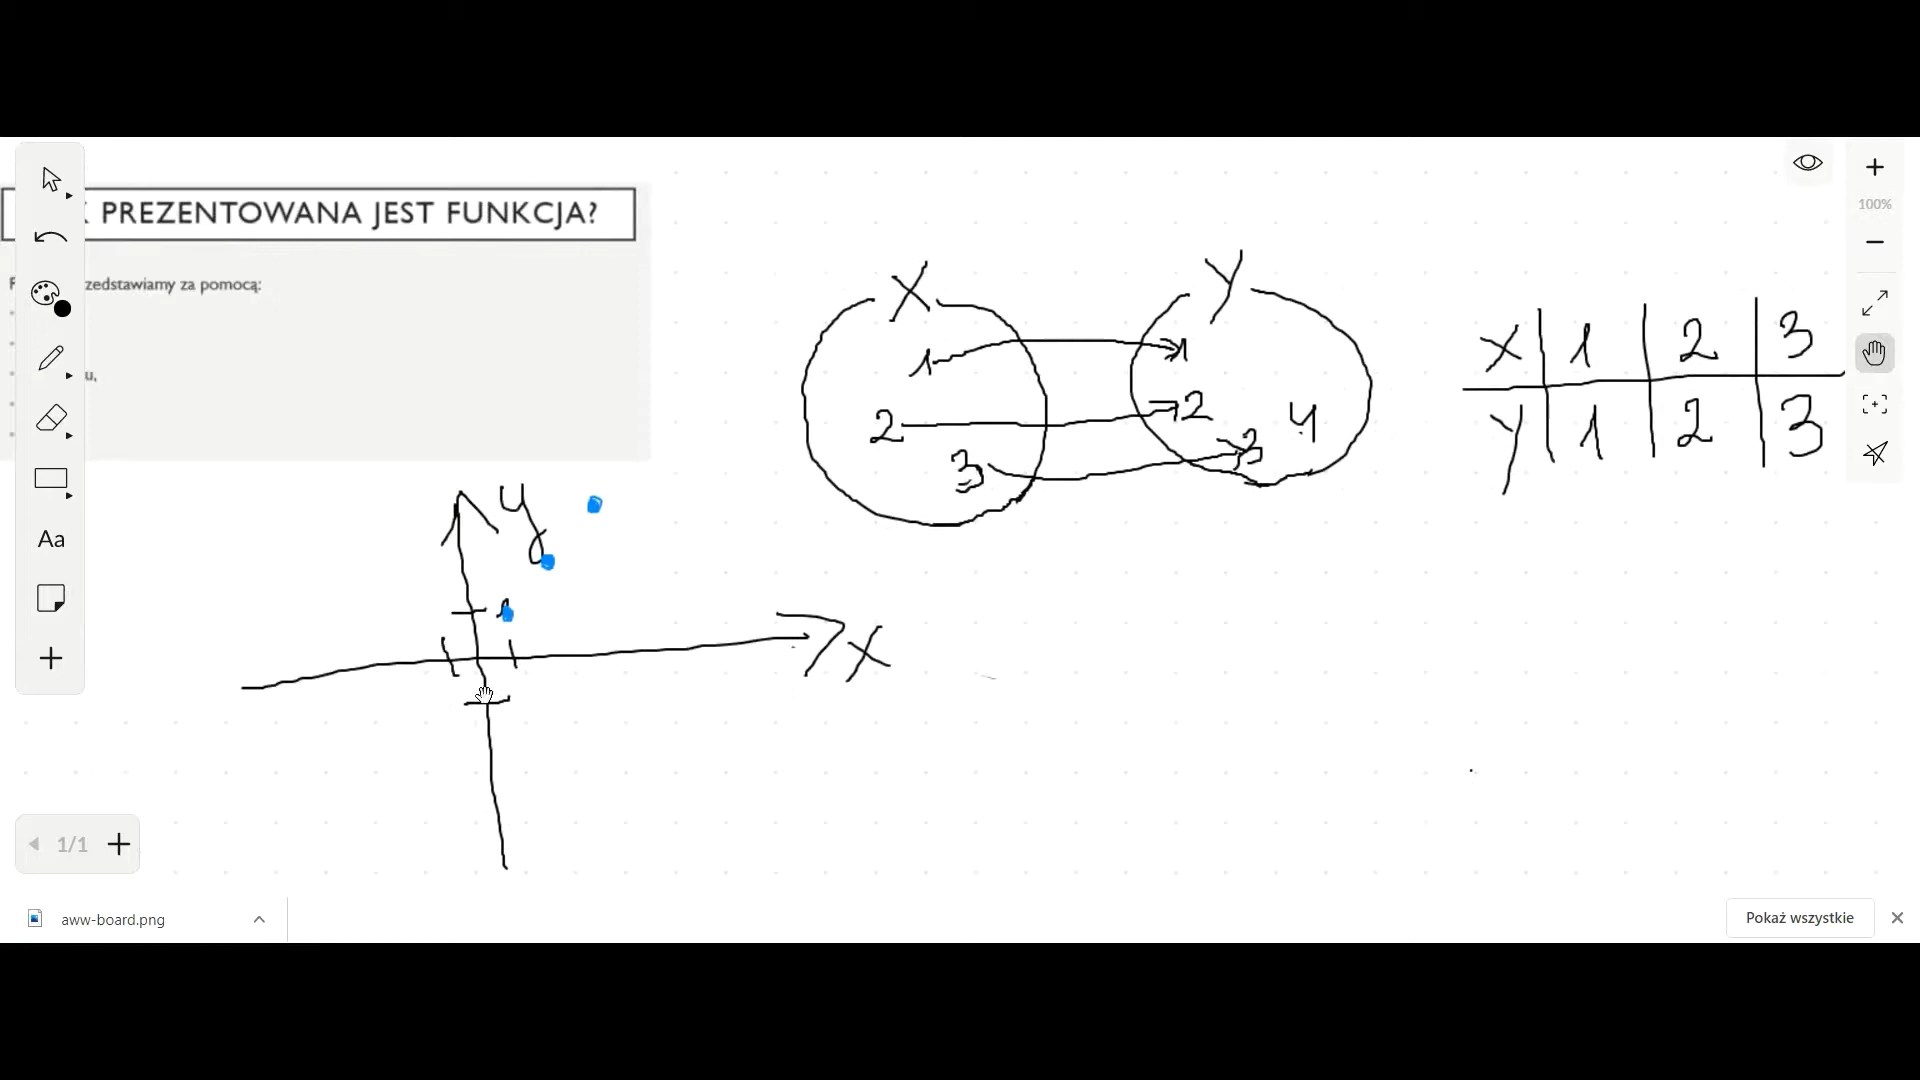 PREZENTOWANA JEST FUNKCJA?
zedstawiamy za pomocą:
u,
X
Y
1
1
2
2
3
3
4
X 1 2 3
Y 1 2 3
y
1
X
100%
Aa
1/1
aww-board.png
Pokaż wszystkie